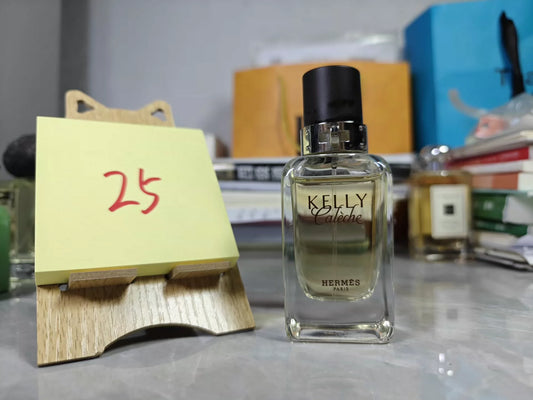 25
KELLY
Calèche
HERMÈS
PARIS